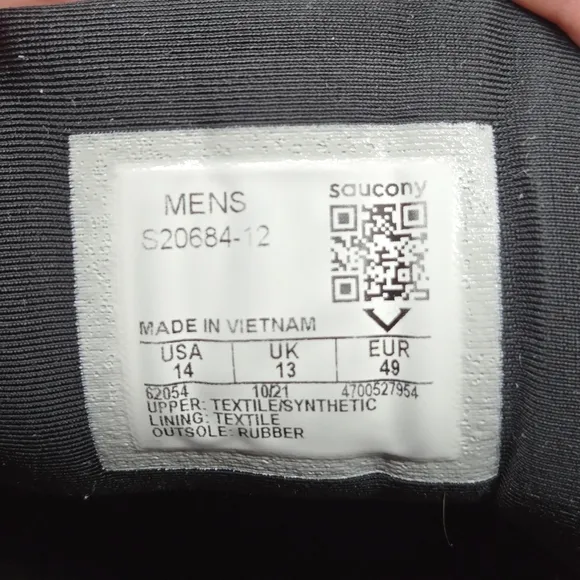 saucony
MENS
S20684-12
MADE IN VIETNAM
USA UK EUR
14 13 49
62054 10/21 4700527954
UPPER: TEXTILE/SYNTHETIC
LINING: TEXTILE
OUTSOLE: RUBBER